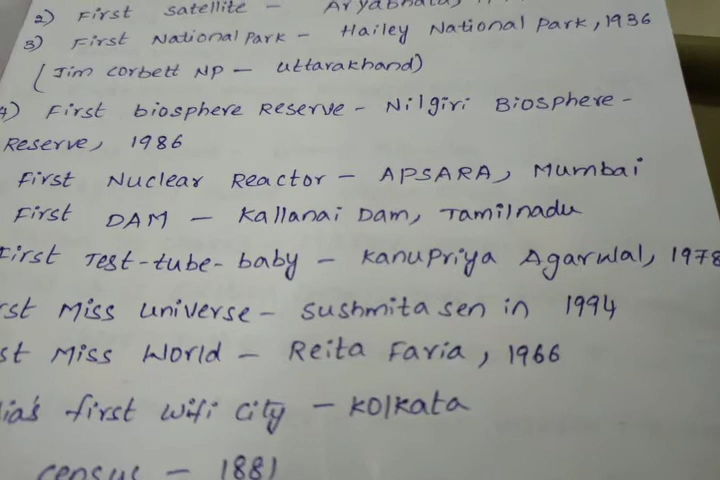 2) First satellite - Aryabhata,
3) First National Park - Hailey National Park, 1936
(Jim Corbett NP - Uttarakhand)
4) First biosphere Reserve - Nilgiri Biosphere -
Reserve, 1986
First Nuclear Reactor - APSARA, Mumbai
First DAM - Kallanai Dam, Tamilnadu
First Test-tube-baby - Kanupriya Agarwal, 1978
rst Miss Universe - Sushmita sen in 1994
st Miss World - Reita Faria, 1966
ia's first Wifi City - Kolkata
census - 1881